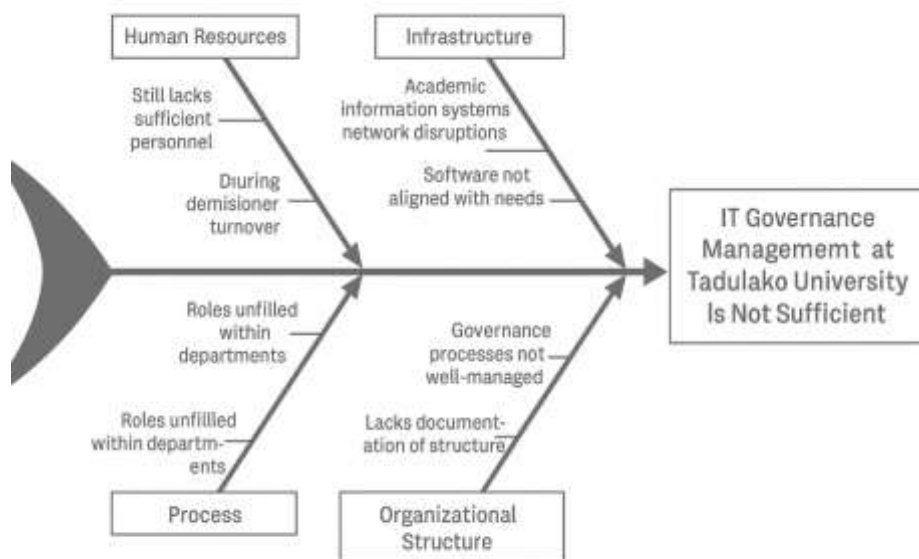 Human Resources
Infrastructure
Still lacks
sufficient
personnel
Dıuring
demisioner
turnover
Academic
information systems
network disruptions
Software not
aligned with needs
IT Governance
Managememt at
Tadulako University
Is Not Sufficient
Roles unfilled
within
departments
Roles unfillled
within departm-
ents
Governance
processes not
well-managed
Lacks document-
ation of structure
Process
Organizational
Structure